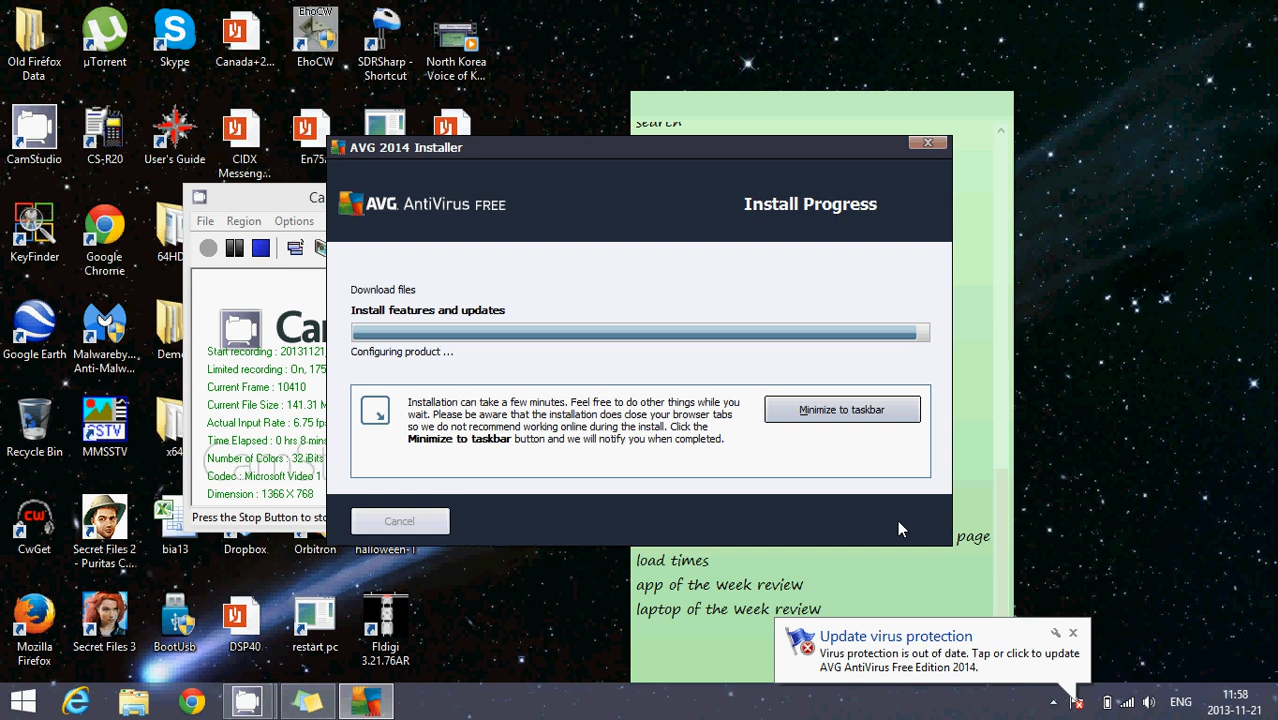 Old Firefox
Data
µTorrent
Skype
Canada+2...
EhoCW
EhoCW
SDRSharp -
Shortcut
North Korea
Voice of K...
CamStudio
CS-R20
User's Guide
CIDX
Messeng...
En75
search
KeyFinder
Google
Chrome
64HD
Google Earth
Malwareby...
Anti-Malw...
Demo
Recycle Bin
SSTV
MMSSTV
x64
CW
CwGet
Secret Files 2
- Puritas C...
bia13
Dropbox
Orbitron
halloween-1
Mozilla
Firefox
Secret Files 3
BootUsb
DSP40
restart pc
Fldigi
3.21.76AR
Ca
File
Region
Options
Cam
Start recording : 20131121
Limited recording : On, 175
Current Frame : 10410
Current File Size : 141.31 M
Actual Input Rate : 6.75 fp
Time Elapsed : 0 hrs 8 mins
Number of Colors : 32 Bits
Codec : Microsoft Video 1
Dimension : 1366 X 768
Press the Stop Button to sto
AVG 2014 Installer
AVG. AntiVirus FREE
Install Progress
Download files
Install features and updates
Configuring product ...
Installation can take a few minutes. Feel free to do other things while you
wait. Please be aware that the installation does close your browser tabs
so we do not recommend working online during the install. Click the
Minimize to taskbar button and we will notify you when completed.
Minimize to taskbar
Cancel
page
load times
app of the week review
laptop of the week review
Update virus protection
Virus protection is out of date. Tap or click to update
AVG AntiVirus Free Edition 2014.
ENG
11:58
2013-11-21